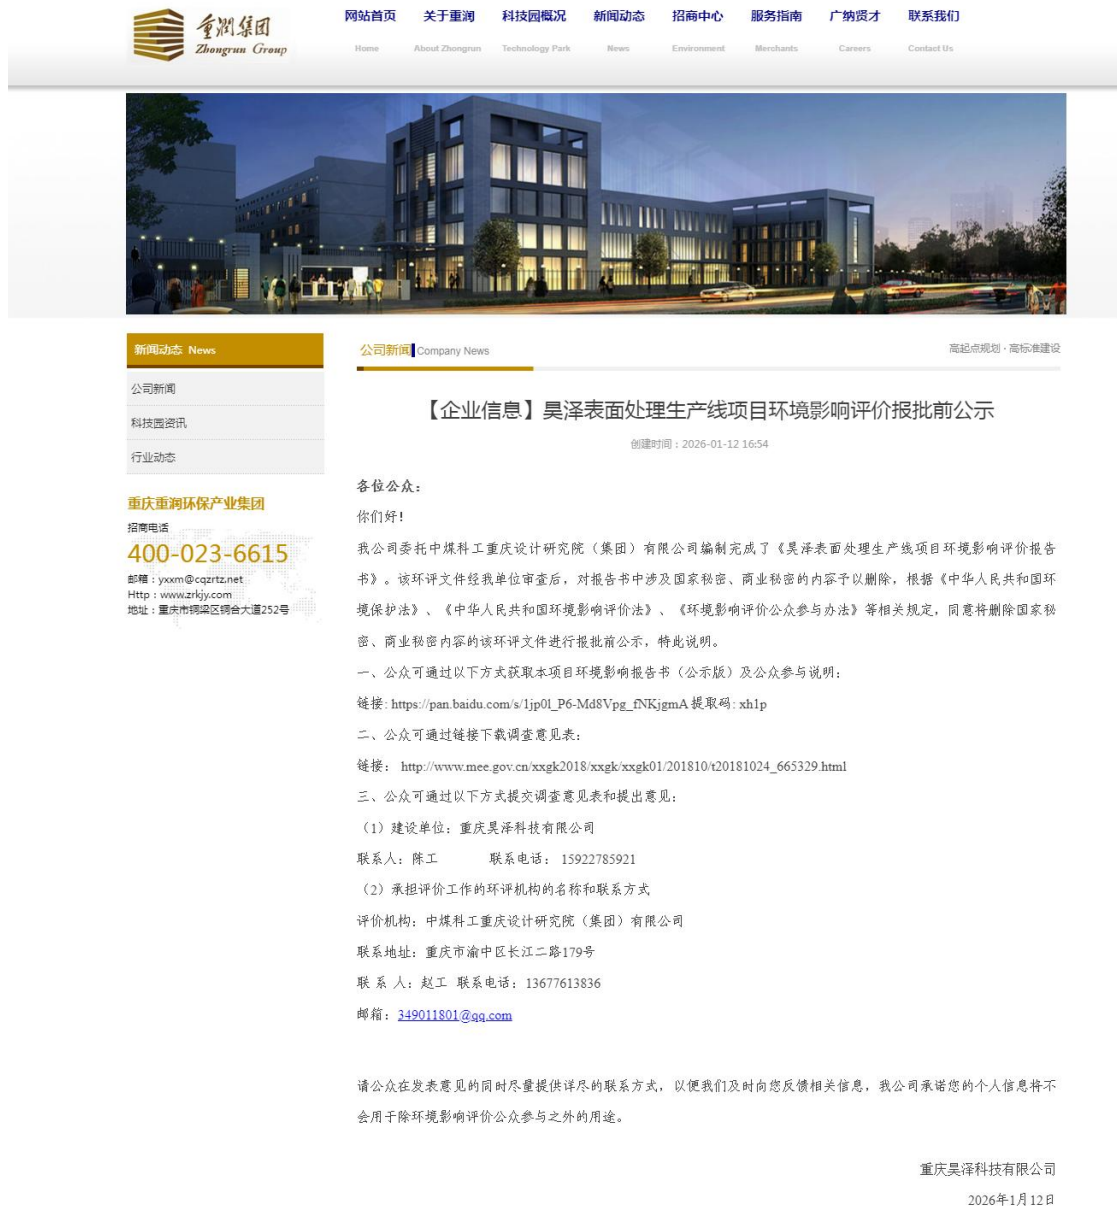 重润集团
Zhongrun Group
网站首页 关于重润 科技园概况 新闻动态 招商中心 服务指南 广纳贤才 联系我们
Home About Zhongrun Technology Park News Environment Merchants Careers Contact Us
新闻动态 News
公司新闻
科技园资讯
行业动态
重庆重润环保产业集团
招商电话
400-023-6615
邮箱：yxxm@cqzrtz.net
Http：www.zrkjy.com
地址：重庆市铜梁区铜合大道252号
公司新闻 Company News
高起点规划·高标准建设
【企业信息】昊泽表面处理生产线项目环境影响评价报批前公示
创建时间：2026-01-12 16:54
各位公众：
你们好！
我公司委托中煤科工重庆设计研究院（集团）有限公司编制完成了《昊泽表面处理生产线项目环境影响评价报告
书》。该环评文件经我单位审查后，对报告书中涉及国家秘密、商业秘密的内容予以删除，根据《中华人民共和国环
境保护法》、《中华人民共和国环境影响评价法》、《环境影响评价公众参与办法》等相关规定，同意将删除国家秘
密、商业秘密内容的该环评文件进行报批前公示，特此说明。
一、公众可通过以下方式获取本项目环境影响报告书（公示版）及公众参与说明：
链接: https://pan.baidu.com/s/1jp0l_P6-Md8Vpg_fNKjgmA 提取码: xh1p
二、公众可通过链接下载调查意见表：
链接： http://www.mee.gov.cn/xxgk2018/xxgk/xxgk01/201810/t20181024_665329.html
三、公众可通过以下方式提交调查意见表和提出意见：
（1）建设单位：重庆昊泽科技有限公司
联系人：陈工 联系电话： 15922785921
（2）承担评价工作的环评机构的名称和联系方式
评价机构：中煤科工重庆设计研究院（集团）有限公司
联系地址：重庆市渝中区长江二路179号
联 系 人：赵工 联系电话：13677613836
邮箱：349011801@qq.com
请公众在发表意见的同时尽量提供详尽的联系方式，以便我们及时向您反馈相关信息，我公司承诺您的个人信息将不
会用于除环境影响评价公众参与之外的用途。
重庆昊泽科技有限公司
2026年1月12日